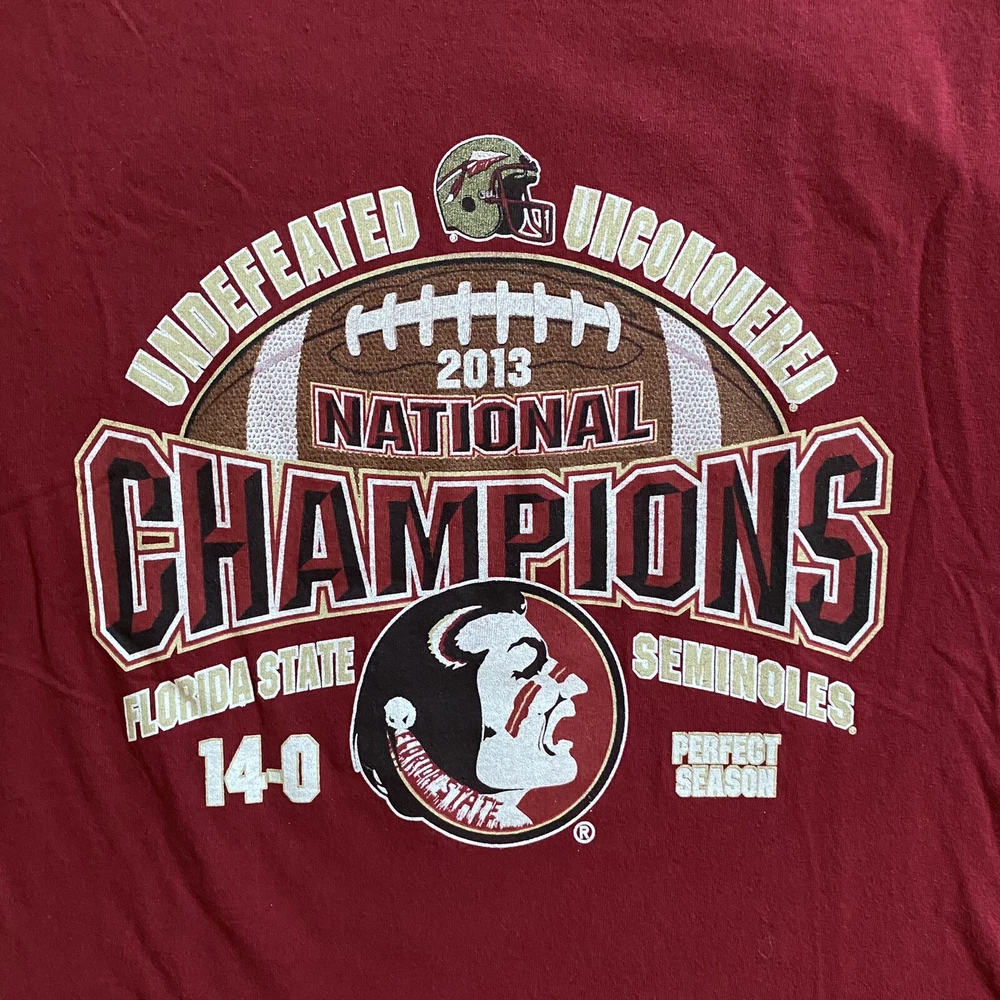 UNDEFEATED UNCONQUERED
2013
NATIONAL
CHAMPIONS
FLORIDA STATE SEMINOLES
14-0
PERFECT
SEASON
FLORIDA STATE
®